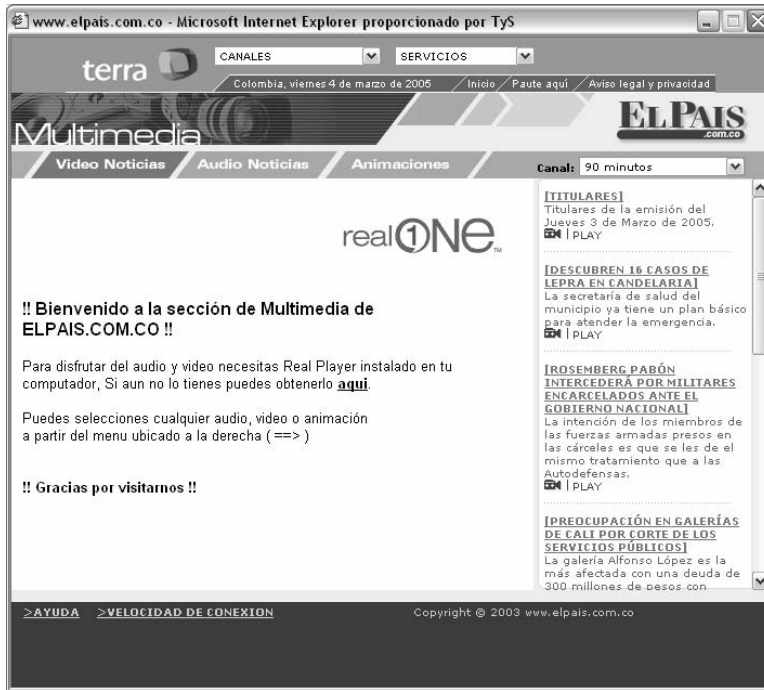 www.elpais.com.co - Microsoft Internet Explorer proporcionado por TyS
terra
CANALES
SERVICIOS
Colombia, viernes 4 de marzo de 2005
Inicio
Paute aquí
Aviso legal y privacidad
Multimedia
EL PAIS
.com.co
Video Noticias
Audio Noticias
Animaciones
Canal: 90 minutos
real ONE
!! Bienvenido a la sección de Multimedia de
ELPAIS.COM.CO !!
Para disfrutar del audio y video necesitas Real Player instalado en tu
computador, Si aun no lo tienes puedes obtenerlo aqui.
Puedes selecciones cualquier audio, video o animación
a partir del menu ubicado a la derecha ( ==> )
!! Gracias por visitarnos !!
[TITULARES]
Titulares de la emisión del
Jueves 3 de Marzo de 2005.
| PLAY
[DESCUBREN 16 CASOS DE
LEPRA EN CANDELARIA]
La secretaría de salud del
municipio ya tiene un plan básico
para atender la emergencia.
| PLAY
[ROSEMBERG PABÓN
INTERCEDERÁ POR MILITARES
ENCARCELADOS ANTE EL
GOBIERNO NACIONAL]
La intención de los miembros de
las fuerzas armadas presos en
las cárceles es que se les de el
mismo tratamiento que a las
Autodefensas.
| PLAY
[PREOCUPACIÓN EN GALERÍAS
DE CALI POR CORTE DE LOS
SERVICIOS PÚBLICOS]
La galería Alfonso López es la
más afectada con una deuda de
300 millones de pesos con
>AYUDA
>VELOCIDAD DE CONEXION
Copyright © 2003 www.elpais.com.co